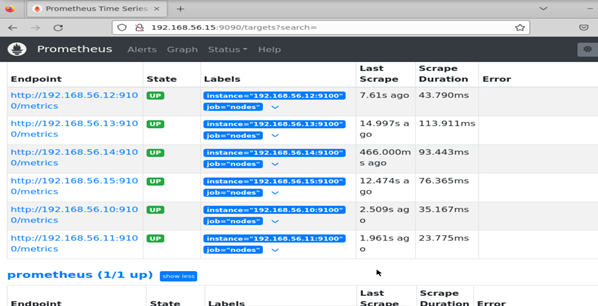 Prometheus Time Series ×
192.168.56.15:9090/targets?search=
Prometheus Alerts Graph Status Help
Endpoint State Labels Last Scrape Scrape Duration Error
http://192.168.56.12:9100/metrics UP instance="192.168.56.12:9100" job="nodes" 7.61s ago 43.790ms
http://192.168.56.13:9100/metrics UP instance="192.168.56.13:9100" job="nodes" 14.997s ago 113.911ms
http://192.168.56.14:9100/metrics UP instance="192.168.56.14:9100" job="nodes" 466.000ms ago 93.443ms
http://192.168.56.15:9100/metrics UP instance="192.168.56.15:9100" job="nodes" 12.474s ago 76.365ms
http://192.168.56.10:9100/metrics UP instance="192.168.56.10:9100" job="nodes" 2.509s ago 35.167ms
http://192.168.56.11:9100/metrics UP instance="192.168.56.11:9100" job="nodes" 1.961s ago 23.775ms
prometheus (1/1 up) show less
Endpoint State Labels Last Scrape Scrape Duration Error